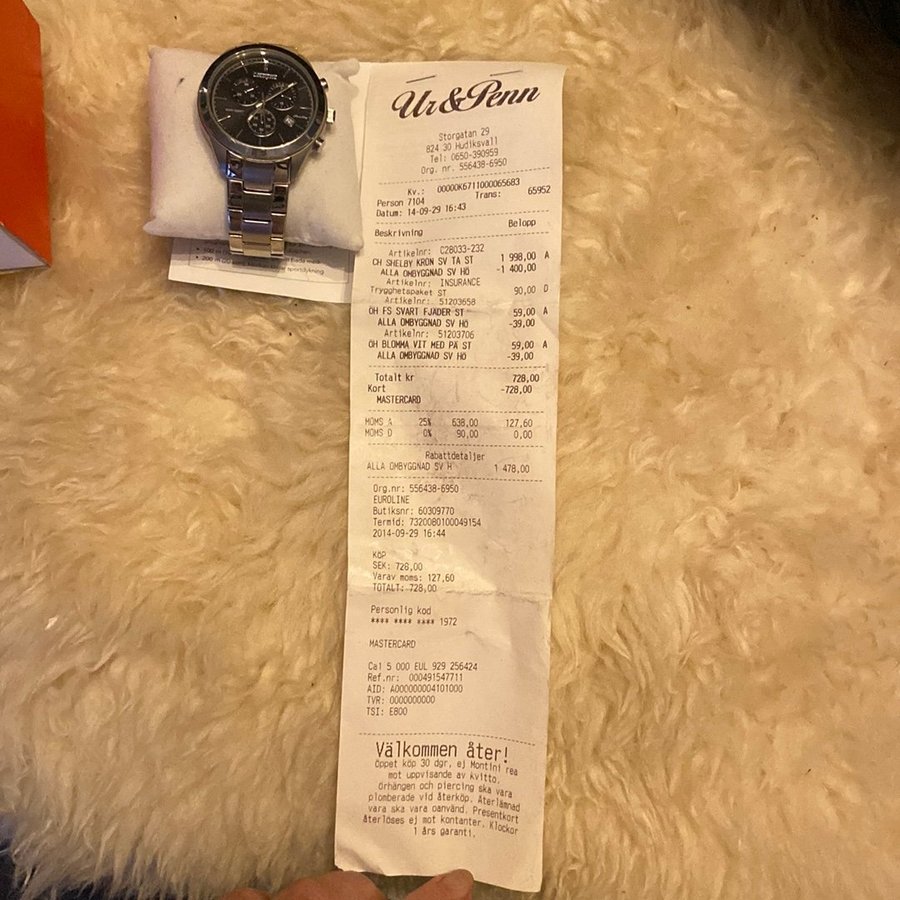 Ur&Penn
Storgatan 29
824 30 Hudiksvall
Tel: 0650-390959
Org. nr. 556438-6950
Kv.: 00000K6711000065683
Person 7104 Trans: 65952
Datum: 14-09-29 16:43
Beskrivning Belopp
Artikelnr: C28033-232
CH SHELBY KRON SV TA ST 1 998,00 A
ALLA OMBYGGNAD SV HÖ -1 400,00
Artikelnr: INSURANCE
Trygghetspaket ST 90,00 D
Artikelnr: 51203658
ÖH FS SVART FJÄDER ST 59,00 A
ALLA OMBYGGNAD SV HÖ -39,00
Artikelnr: 51203706
ÖH BLOMMA VIT MED PÄ ST 59,00 A
ALLA OMBYGGNAD SV HÖ -39,00
Totalt kr 728,00
Kort -728,00
MASTERCARD
MOMS A 25% 638,00 127,60
MOMS D 0% 90,00 0,00
Rabattdetaljer
ALLA OMBYGGNAD SV H 1 478,00
Org.nr: 556438-6950
EUROLINE
Butiksnr: 60309770
Termid: 7320080100049154
2014-09-29 16:44
KÖP
SEK: 728,00
Varav moms: 127,60
TOTALT: 728,00
Personlig kod
**** **** **** 1972
MASTERCARD
Ca1 5 000 EUL 929 256424
Ref.nr: 000491547711
AID: A000000004101000
TVR: 0000000000
TSI: E800
Välkommen åter!
Öppet köp 30 dgr, ej Montini rea
mot uppvisande av kvitto.
Örhängen och piercing ska vara
plomberade vid återköp. Återlämnad
vara ska vara oanvänd. Presentkort
återlöses ej mot kontanter. Klockor
1 års garanti.